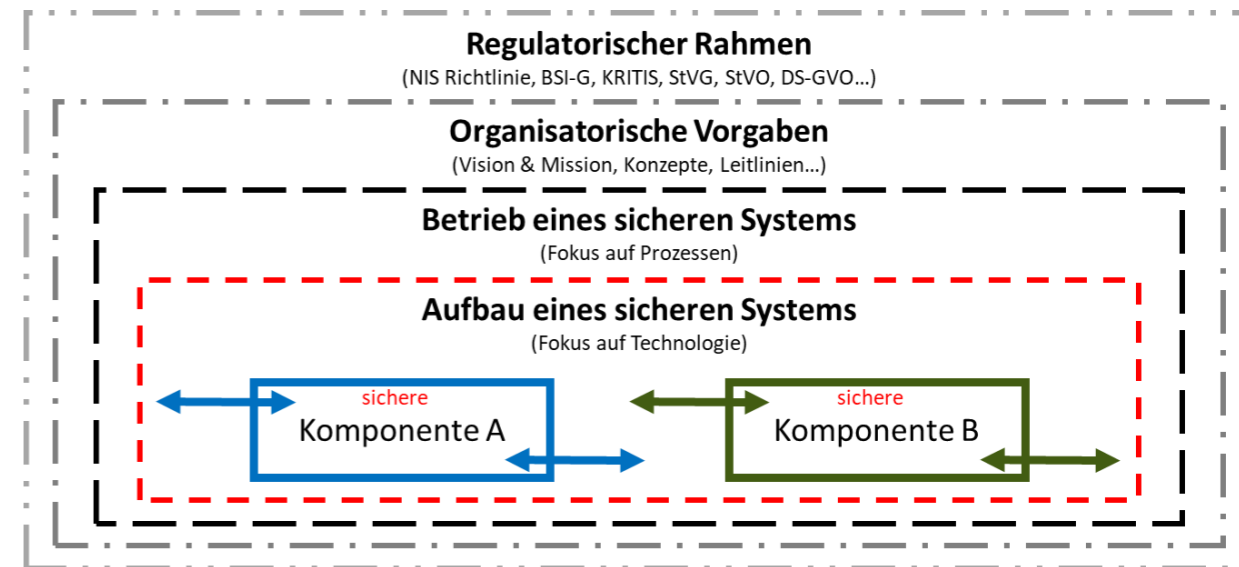 Regulatorischer Rahmen
(NIS Richtlinie, BSI-G, KRITIS, StVG, StVO, DS-GVO...)
Organisatorische Vorgaben
(Vision & Mission, Konzepte, Leitlinien...)
Betrieb eines sicheren Systems
(Fokus auf Prozessen)
Aufbau eines sicheren Systems
(Fokus auf Technologie)
sichere
Komponente A
sichere
Komponente B